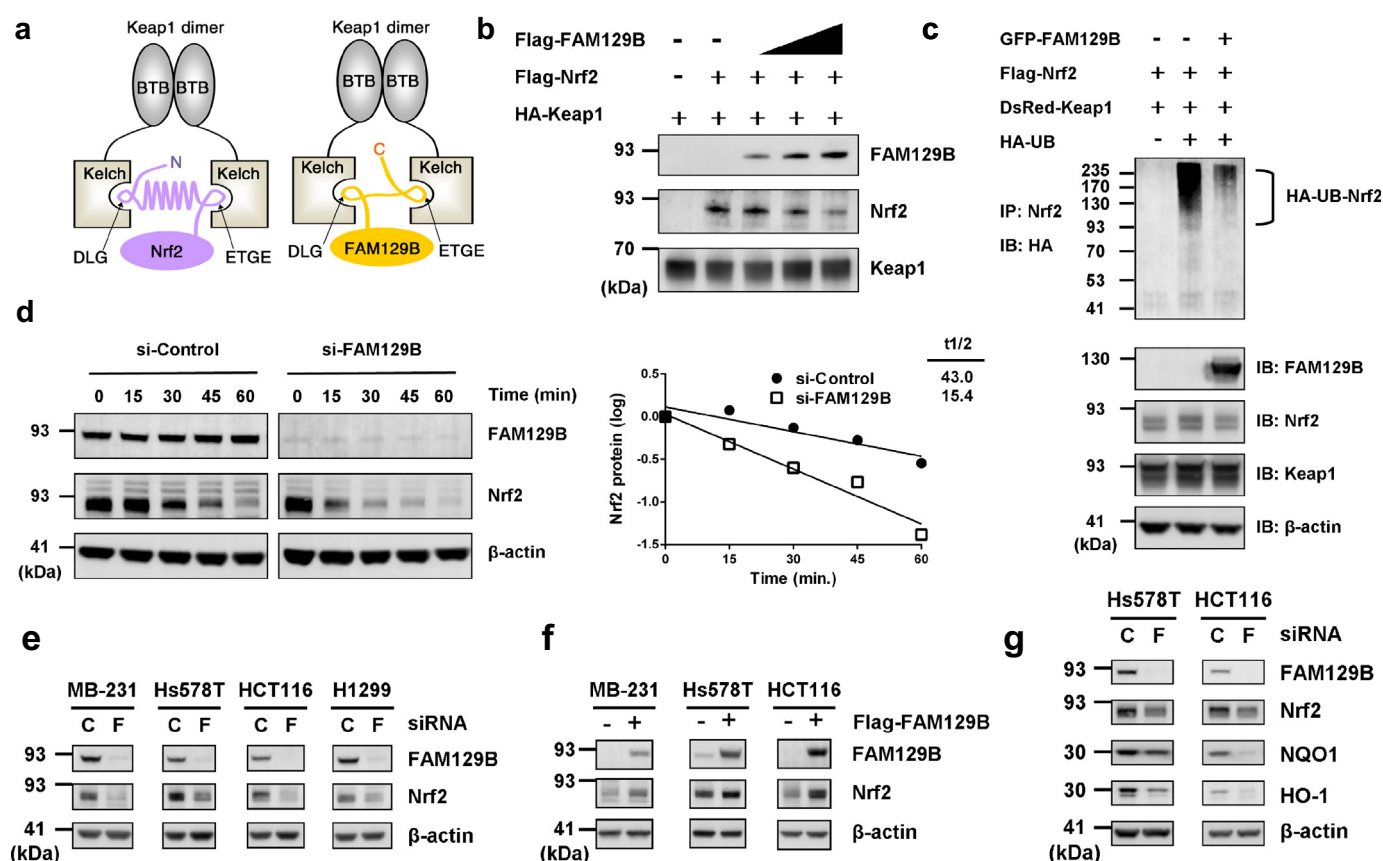 a
Keap1 dimer
BTB BTB
Kelch Kelch
N
DLG Nrf2 ETGE
Keap1 dimer
BTB BTB
Kelch Kelch
C
DLG FAM129B ETGE
b
Flag-FAM129B - -
Flag-Nrf2 - + + + +
HA-Keap1 + + + + +
93 FAM129B
93 Nrf2
70 Keap1
(kDa)
c
GFP-FAM129B - - +
Flag-Nrf2 + + +
DsRed-Keap1 + + +
HA-UB - + +
IP: Nrf2
IB: HA
235
170
130
93
70
53
41
HA-UB-Nrf2
130 IB: FAM129B
93 IB: Nrf2
93 IB: Keap1
41 IB: β-actin
(kDa)
d
si-Control si-FAM129B
0 15 30 45 60 0 15 30 45 60 Time (min)
93 FAM129B
93 Nrf2
41 β-actin
(kDa)
t1/2
si-Control 43.0
si-FAM129B 15.4
Nrf2 protein (log)
0.5
0.0
0.5
-1.0
-1.5
0 15 30 45 60
Time (min.)
e
MB-231 Hs578T HCT116 H1299
C F C F C F C F siRNA
93 FAM129B
93 Nrf2
41 β-actin
(kDa)
f
MB-231 Hs578T HCT116
- + - + - + Flag-FAM129B
93 FAM129B
93 Nrf2
41 β-actin
(kDa)
g
Hs578T HCT116
C F C F siRNA
93 FAM129B
93 Nrf2
30 NQO1
30 HO-1
41 β-actin
(kDa)